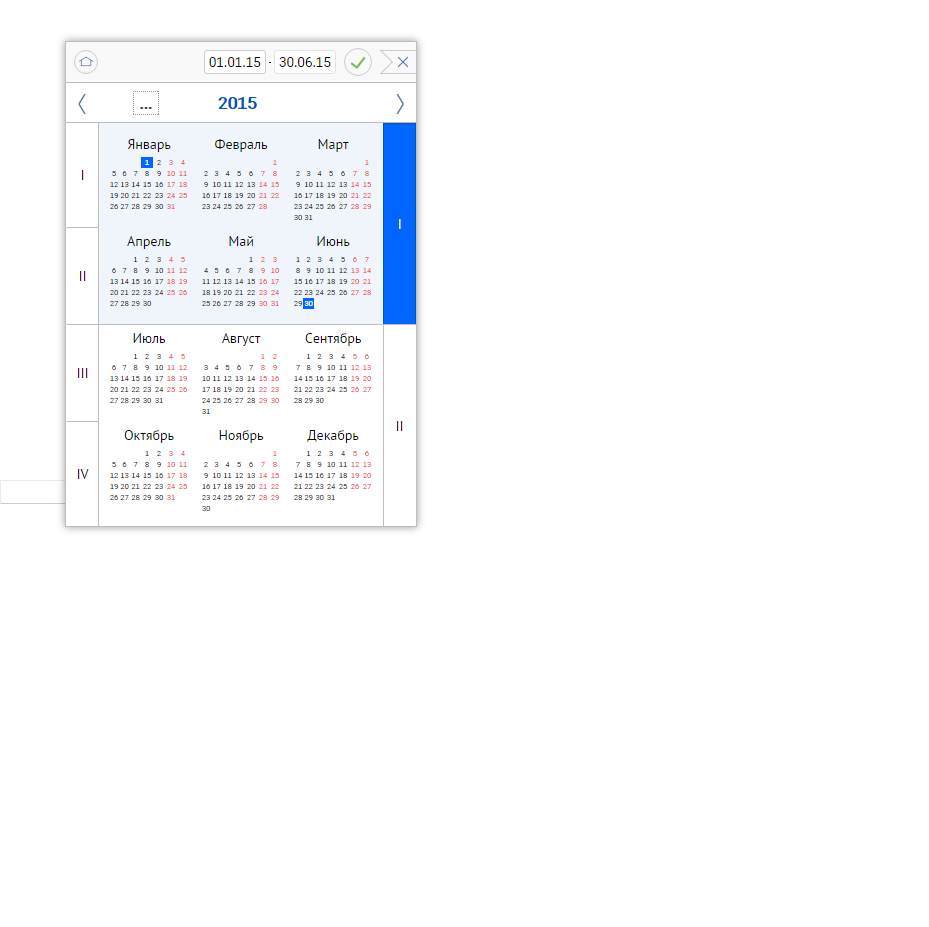 01.01.15 - 30.06.15
... 2015
I
Январь Февраль Март
1 2 3 4 1 1
5 6 7 8 9 10 11 2 3 4 5 6 7 8 2 3 4 5 6 7 8
12 13 14 15 16 17 18 9 10 11 12 13 14 15 9 10 11 12 13 14 15
19 20 21 22 23 24 25 16 17 18 19 20 21 22 16 17 18 19 20 21 22
26 27 28 29 30 31 23 24 25 26 27 28 23 24 25 26 27 28 29
30 31
I
II
Апрель Май Июнь
1 2 3 4 5 1 2 3 1 2 3 4 5 6 7
6 7 8 9 10 11 12 4 5 6 7 8 9 10 8 9 10 11 12 13 14
13 14 15 16 17 18 19 11 12 13 14 15 16 17 15 16 17 18 19 20 21
20 21 22 23 24 25 26 18 19 20 21 22 23 24 22 23 24 25 26 27 28
27 28 29 30 25 26 27 28 29 30 31 29 30
III
Июль Август Сентябрь
1 2 3 4 5 1 2 1 2 3 4 5 6
6 7 8 9 10 11 12 3 4 5 6 7 8 9 7 8 9 10 11 12 13
13 14 15 16 17 18 19 10 11 12 13 14 15 16 14 15 16 17 18 19 20
20 21 22 23 24 25 26 17 18 19 20 21 22 23 21 22 23 24 25 26 27
27 28 29 30 31 24 25 26 27 28 29 30 28 29 30
31
II
IV
Октябрь Ноябрь Декабрь
1 2 3 4 1 1 2 3 4 5 6
5 6 7 8 9 10 11 2 3 4 5 6 7 8 7 8 9 10 11 12 13
12 13 14 15 16 17 18 9 10 11 12 13 14 15 14 15 16 17 18 19 20
19 20 21 22 23 24 25 16 17 18 19 20 21 22 21 22 23 24 25 26 27
26 27 28 29 30 31 23 24 25 26 27 28 29 28 29 30 31
30